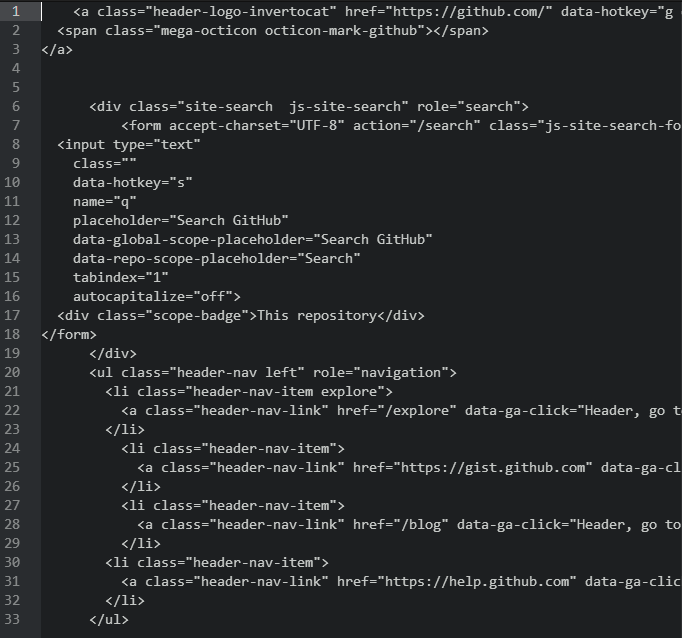 1 <a class="header-logo-invertocat" href="https://github.com/" data-hotkey="g
2 <span class="mega-octicon octicon-mark-github"></span>
3 </a>
4
5
6 <div class="site-search  js-site-search" role="search">
7 <form accept-charset="UTF-8" action="/search" class="js-site-search-fo
8 <input type="text"
9 class=""
10 data-hotkey="s"
11 name="q"
12 placeholder="Search GitHub"
13 data-global-scope-placeholder="Search GitHub"
14 data-repo-scope-placeholder="Search"
15 tabindex="1"
16 autocapitalize="off">
17 <div class="scope-badge">This repository</div>
18 </form>
19 </div>
20 <ul class="header-nav left" role="navigation">
21 <li class="header-nav-item explore">
22 <a class="header-nav-link" href="/explore" data-ga-click="Header, go t
23 </li>
24 <li class="header-nav-item">
25 <a class="header-nav-link" href="https://gist.github.com" data-ga-cl
26 </li>
27 <li class="header-nav-item">
28 <a class="header-nav-link" href="/blog" data-ga-click="Header, go to
29 </li>
30 <li class="header-nav-item">
31 <a class="header-nav-link" href="https://help.github.com" data-ga-clic
32 </li>
33 </ul>